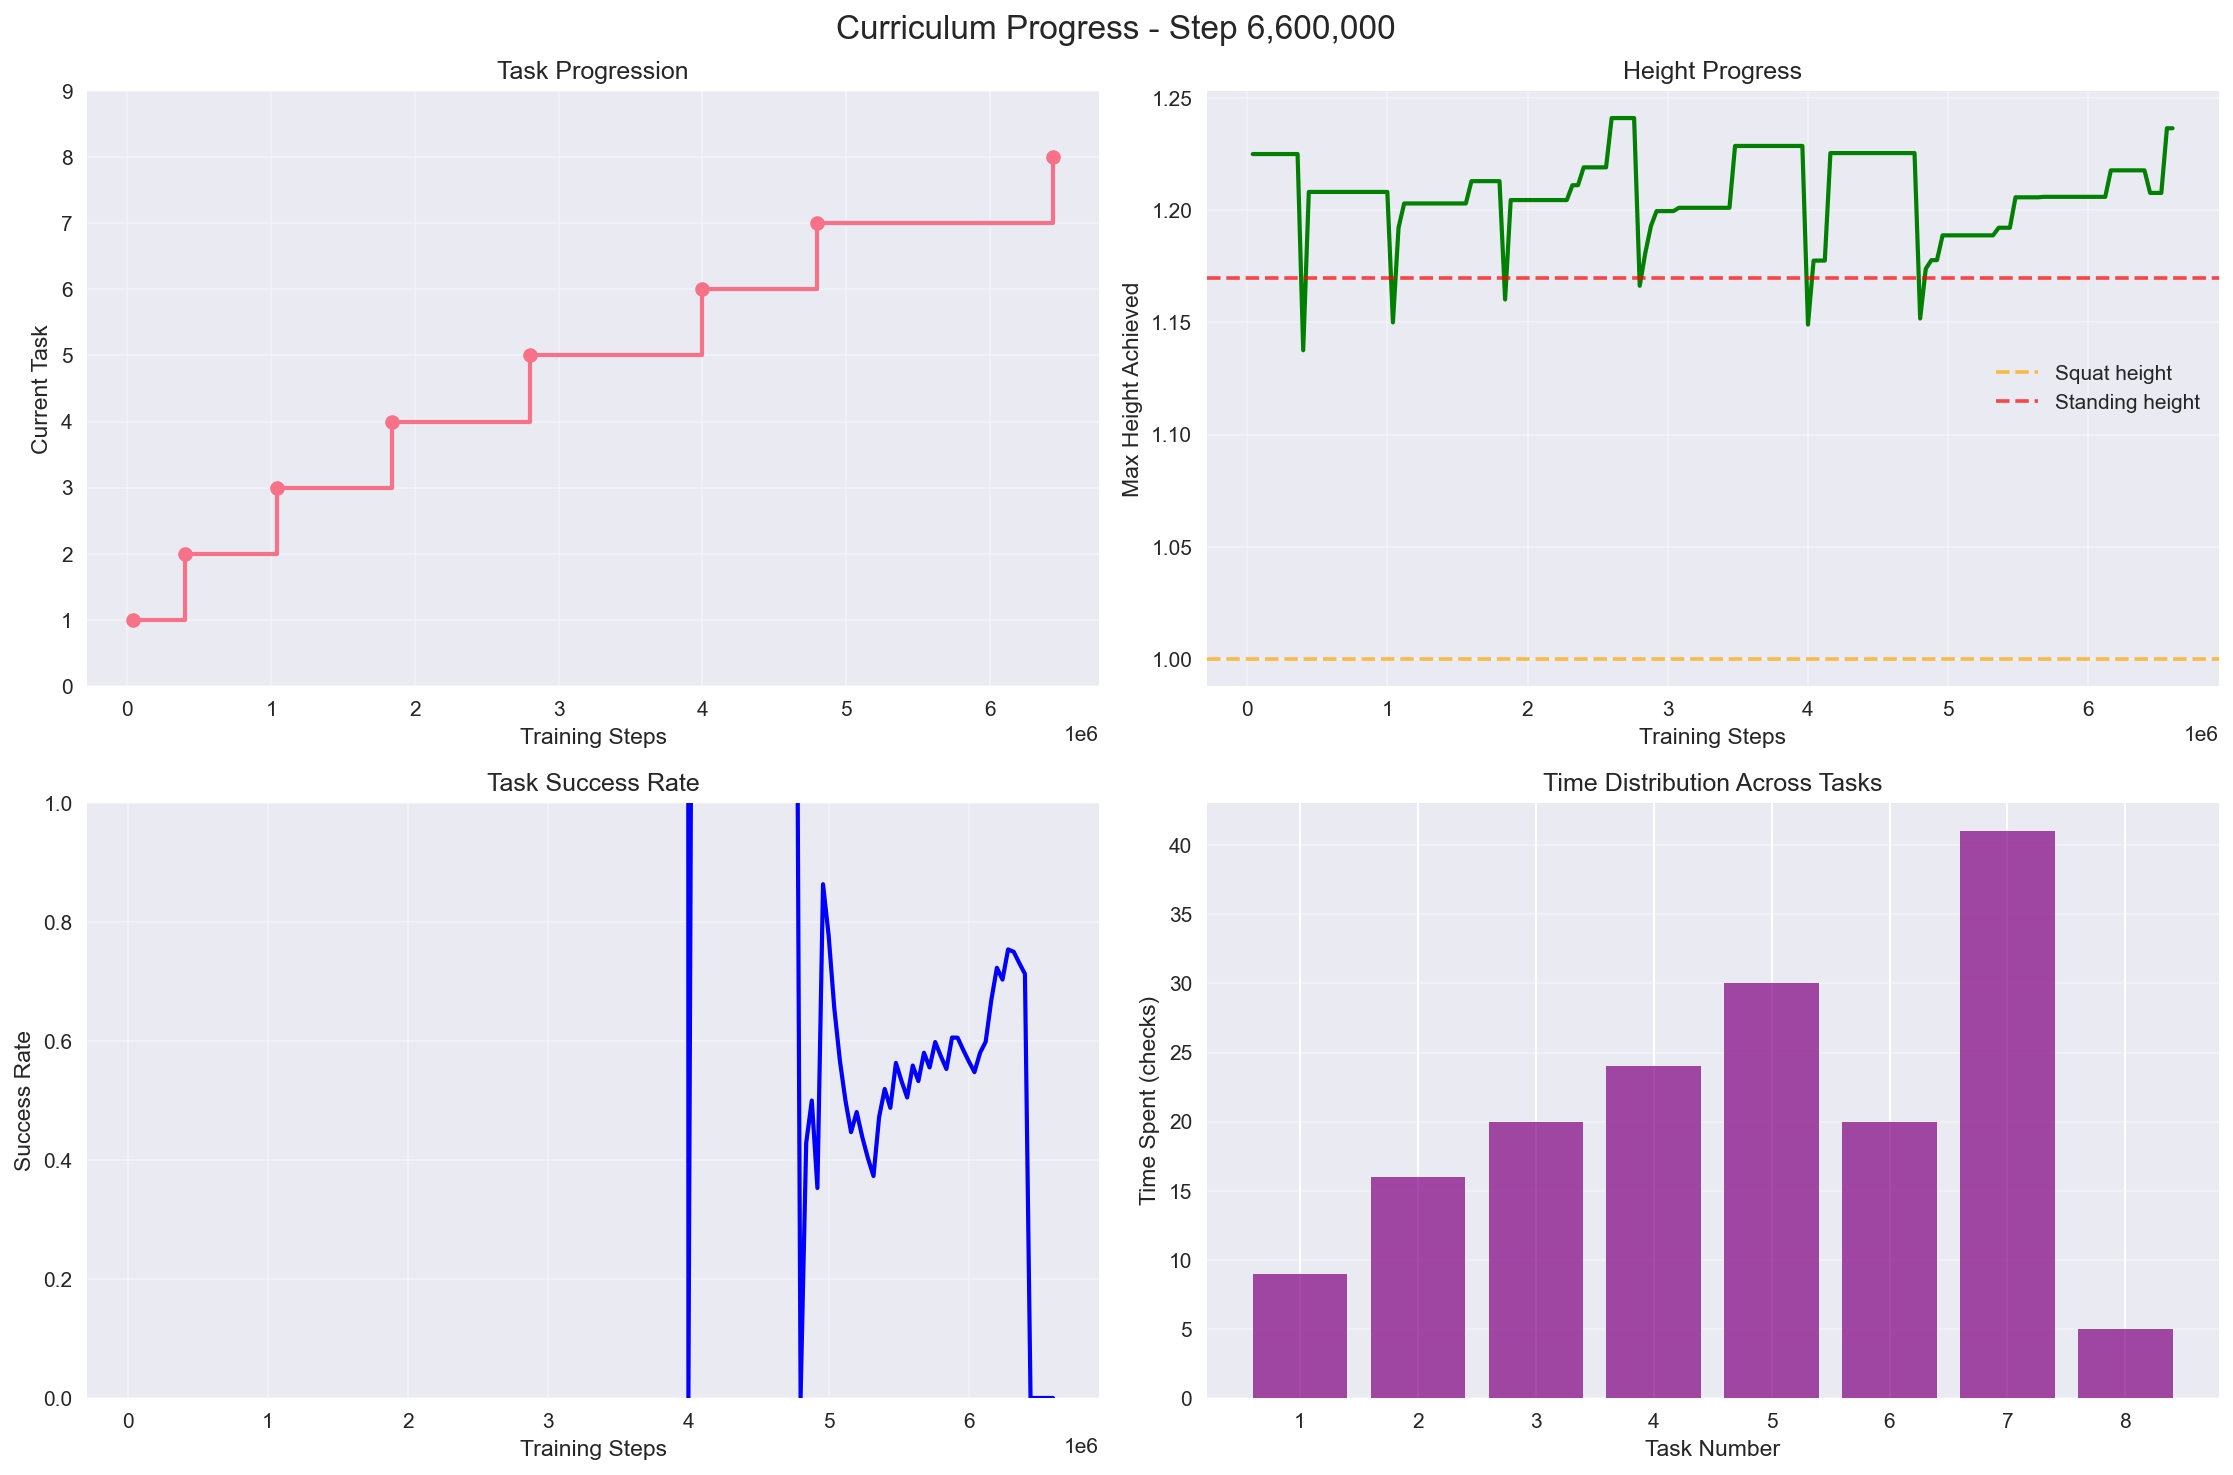 Curriculum Progress - Step 6,600,000
Task Progression
9
8
7
6
5
4
3
2
1
0
Current Task
0 1 2 3 4 5 6
1e6
Training Steps
Height Progress
1.25
1.20
1.15
1.10
1.05
1.00
Max Height Achieved
Squat height
Standing height
0 1 2 3 4 5 6
1e6
Training Steps
Task Success Rate
1.0
0.8
0.6
0.4
0.2
0.0
Success Rate
0 1 2 3 4 5 6
1e6
Training Steps
Time Distribution Across Tasks
40
35
30
25
20
15
10
5
0
Time Spent (checks)
1 2 3 4 5 6 7 8
Task Number